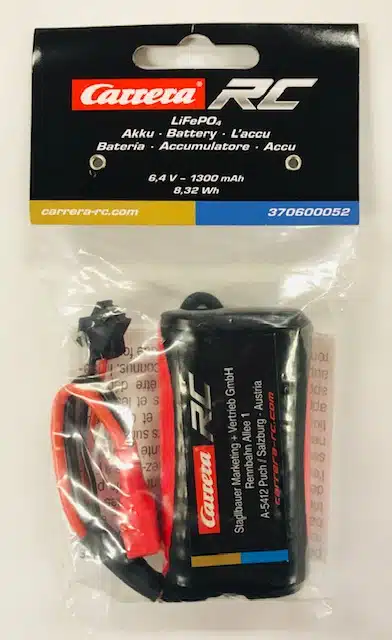 Carrera RC
LiFePO₄
Akku · Battery · L'accu
Batería · Accumulatore · Accu
6,4 V – 1300 mAh
8,32 Wh
carrera-rc.com 370600052
Carrera RC
Stadlbauer Marketing + Vertrieb GmbH
Rennbahn Allee 1
A-5412 Puch / Salzburg - Austria
carrera-rc.com